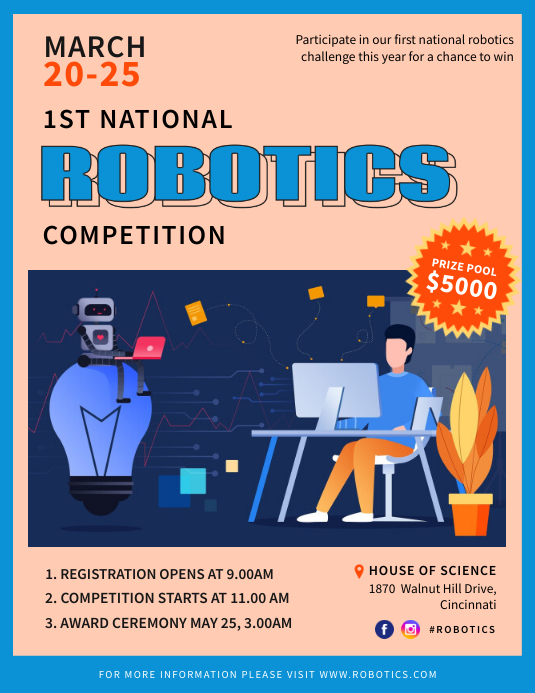 MARCH
20-25
Participate in our first national robotics
challenge this year for a chance to win
1ST NATIONAL
ROBOTICS
COMPETITION
PRIZE POOL
$5000
1. REGISTRATION OPENS AT 9.00AM
2. COMPETITION STARTS AT 11.00 AM
3. AWARD CEREMONY MAY 25, 3.00AM
HOUSE OF SCIENCE
1870 Walnut Hill Drive,
Cincinnati
#ROBOTICS
FOR MORE INFORMATION PLEASE VISIT WWW.ROBOTICS.COM